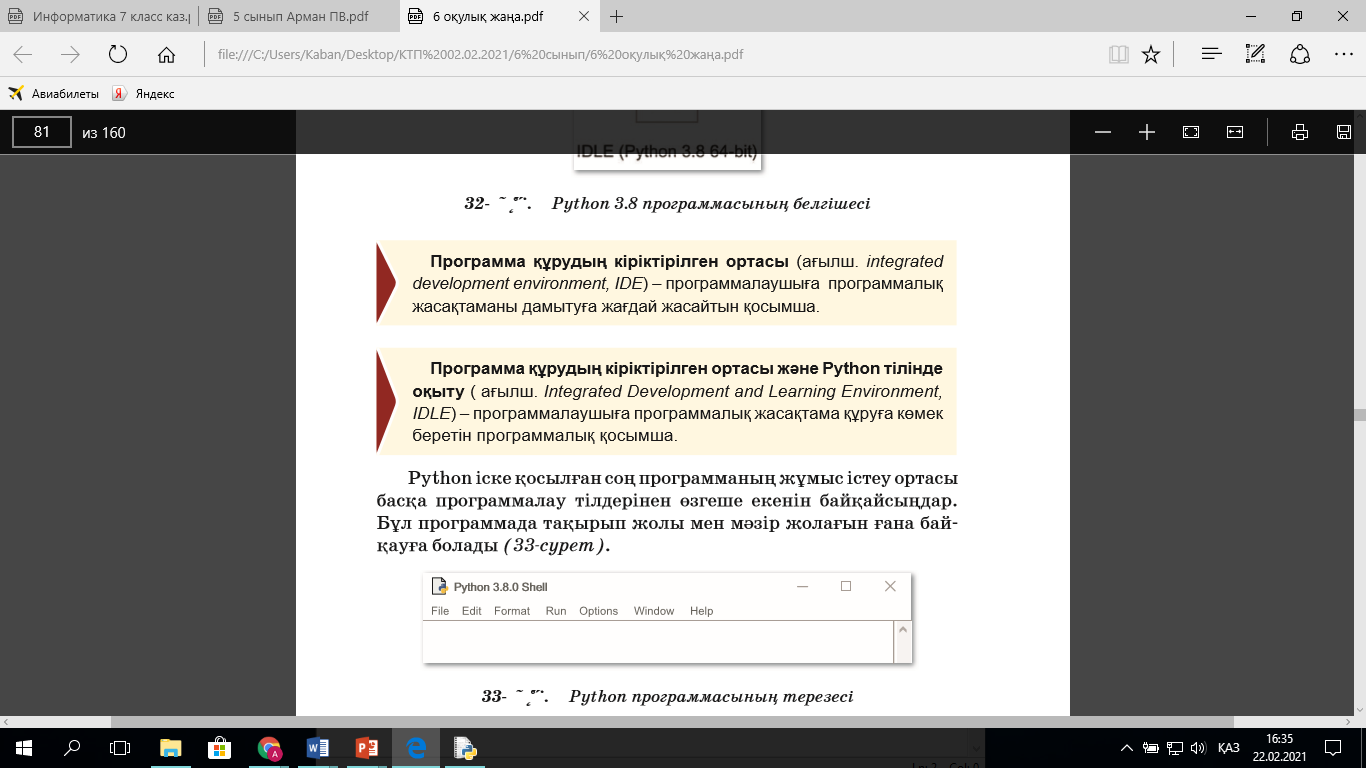 Информатика 7 класс каз.р
5 сынып Арман ПВ.pdf
6 оқулық жаңа.pdf
file:///C:/Users/Kaban/Desktop/КТП%2002.02.2021/6%20сынып/6%20оқулық%20жаңа.pdf
Авиабилеты
Яндекс
81 из 160
IDLE (Python 3.8 64-bit)
32- . Python 3.8 программасының белгішесі
Программа құрудың кіріктірілген ортасы (ағылш. integrated
development environment, IDE) – программалаушыға программалық
жасақтаманы дамытуға жағдай жасайтын қосымша.
Программа құрудың кіріктірілген ортасы және Python тілінде
оқыту ( ағылш. Integrated Development and Learning Environment,
IDLE) – программалаушыға программалық жасақтама құруға көмек
беретін программалық қосымша.
Python іске қосылған соң программаның жұмыс істеу ортасы
басқа программалау тілдерінен өзгеше екенін байқайсыңдар.
Бұл программада тақырып жолы мен мәзір жолағын ғана бай-
қауға болады (33-сурет).
Python 3.8.0 Shell
File Edit Format Run Options Window Help
33- . Python программасының терезесі
ҚАЗ
16:35
22.02.2021